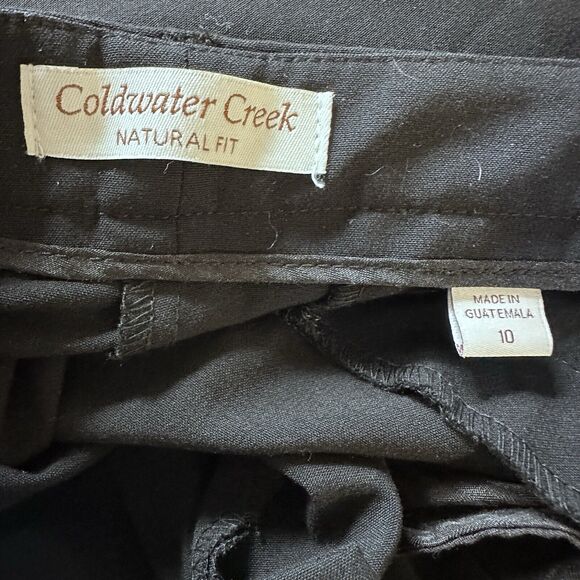 Coldwater Creek
NATURAL FIT
MADE IN
GUATEMALA
10